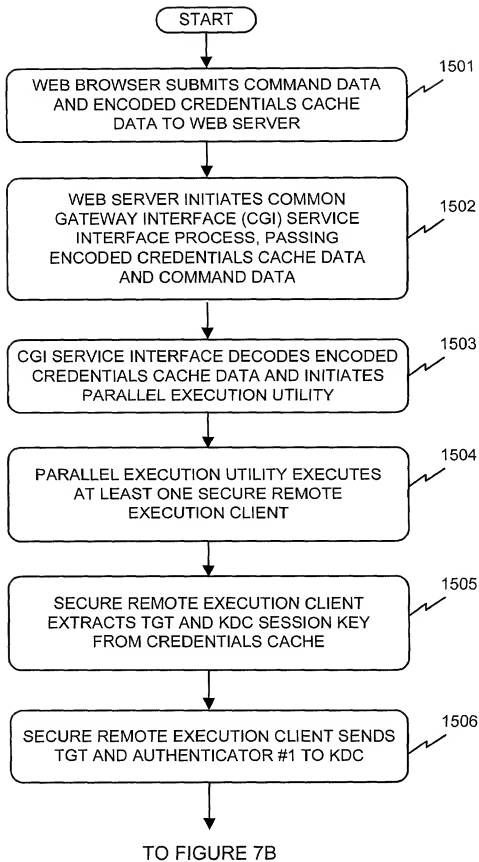 START
1501
WEB BROWSER SUBMITS COMMAND DATA
AND ENCODED CREDENTIALS CACHE
DATA TO WEB SERVER
1502
WEB SERVER INITIATES COMMON
GATEWAY INTERFACE (CGI) SERVICE
INTERFACE PROCESS, PASSING
ENCODED CREDENTIALS CACHE DATA
AND COMMAND DATA
1503
CGI SERVICE INTERFACE DECODES ENCODED
CREDENTIALS CACHE DATA AND INITIATES
PARALLEL EXECUTION UTILITY
1504
PARALLEL EXECUTION UTILITY EXECUTES
AT LEAST ONE SECURE REMOTE
EXECUTION CLIENT
1505
SECURE REMOTE EXECUTION CLIENT
EXTRACTS TGT AND KDC SESSION KEY
FROM CREDENTIALS CACHE
1506
SECURE REMOTE EXECUTION CLIENT SENDS
TGT AND AUTHENTICATOR #1 TO KDC
TO FIGURE 7B